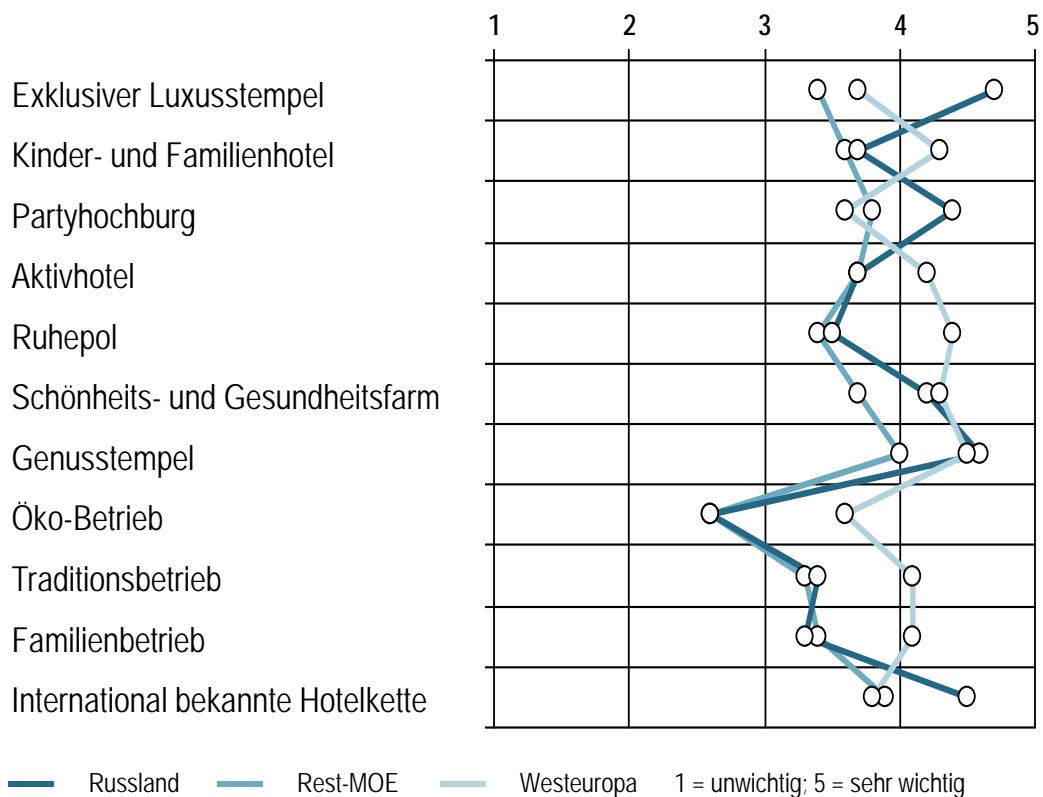 1 2 3 4 5
Exklusiver Luxusstempel
Kinder- und Familienhotel
Partyhochburg
Aktivhotel
Ruhepol
Schönheits- und Gesundheitsfarm
Genusstempel
Öko-Betrieb
Traditionsbetrieb
Familienbetrieb
International bekannte Hotelkette
Russland Rest-MOE Westeuropa 1 = unwichtig; 5 = sehr wichtig